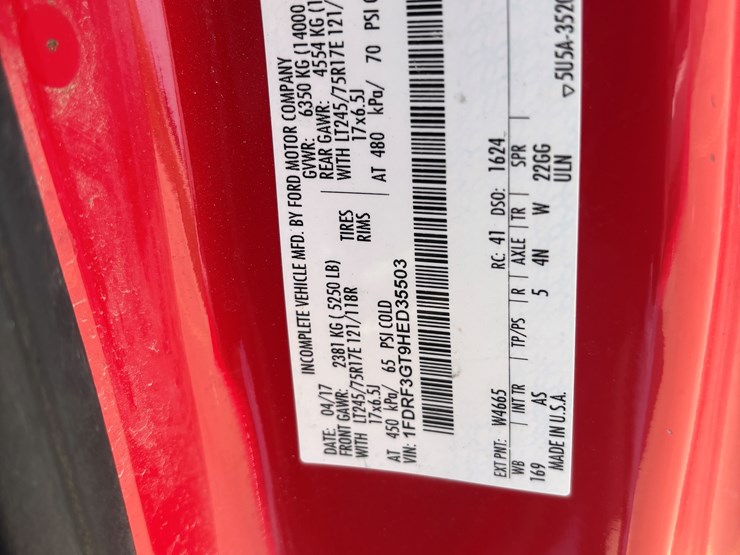 INCOMPLETE VEHICLE MFD. BY FORD MOTOR COMPANY
DATE: 04/17 GVWR: 6350 KG (14000
FRONT GAWR: 2381 KG ( 5250 LB) REAR GAWR: 4554 KG (
WITH LT245/75R17E 121/118R TIRES WITH LT245/75R17E 121/
17x6.5J RIMS 17x6.5J
AT 450 kPa/ 65 PSI COLD AT 480 kPa/ 70 PSI
VIN: 1FDRF3GT9HED35503
EXT PNT: W4665 RC: 41 DSO: 1624
WB | INT TR | TP/PS | R | AXLE | TR | SPR |
169 AS 5 4N W 22GG
MADE IN U.S.A. ULN
▽5U5A-3520